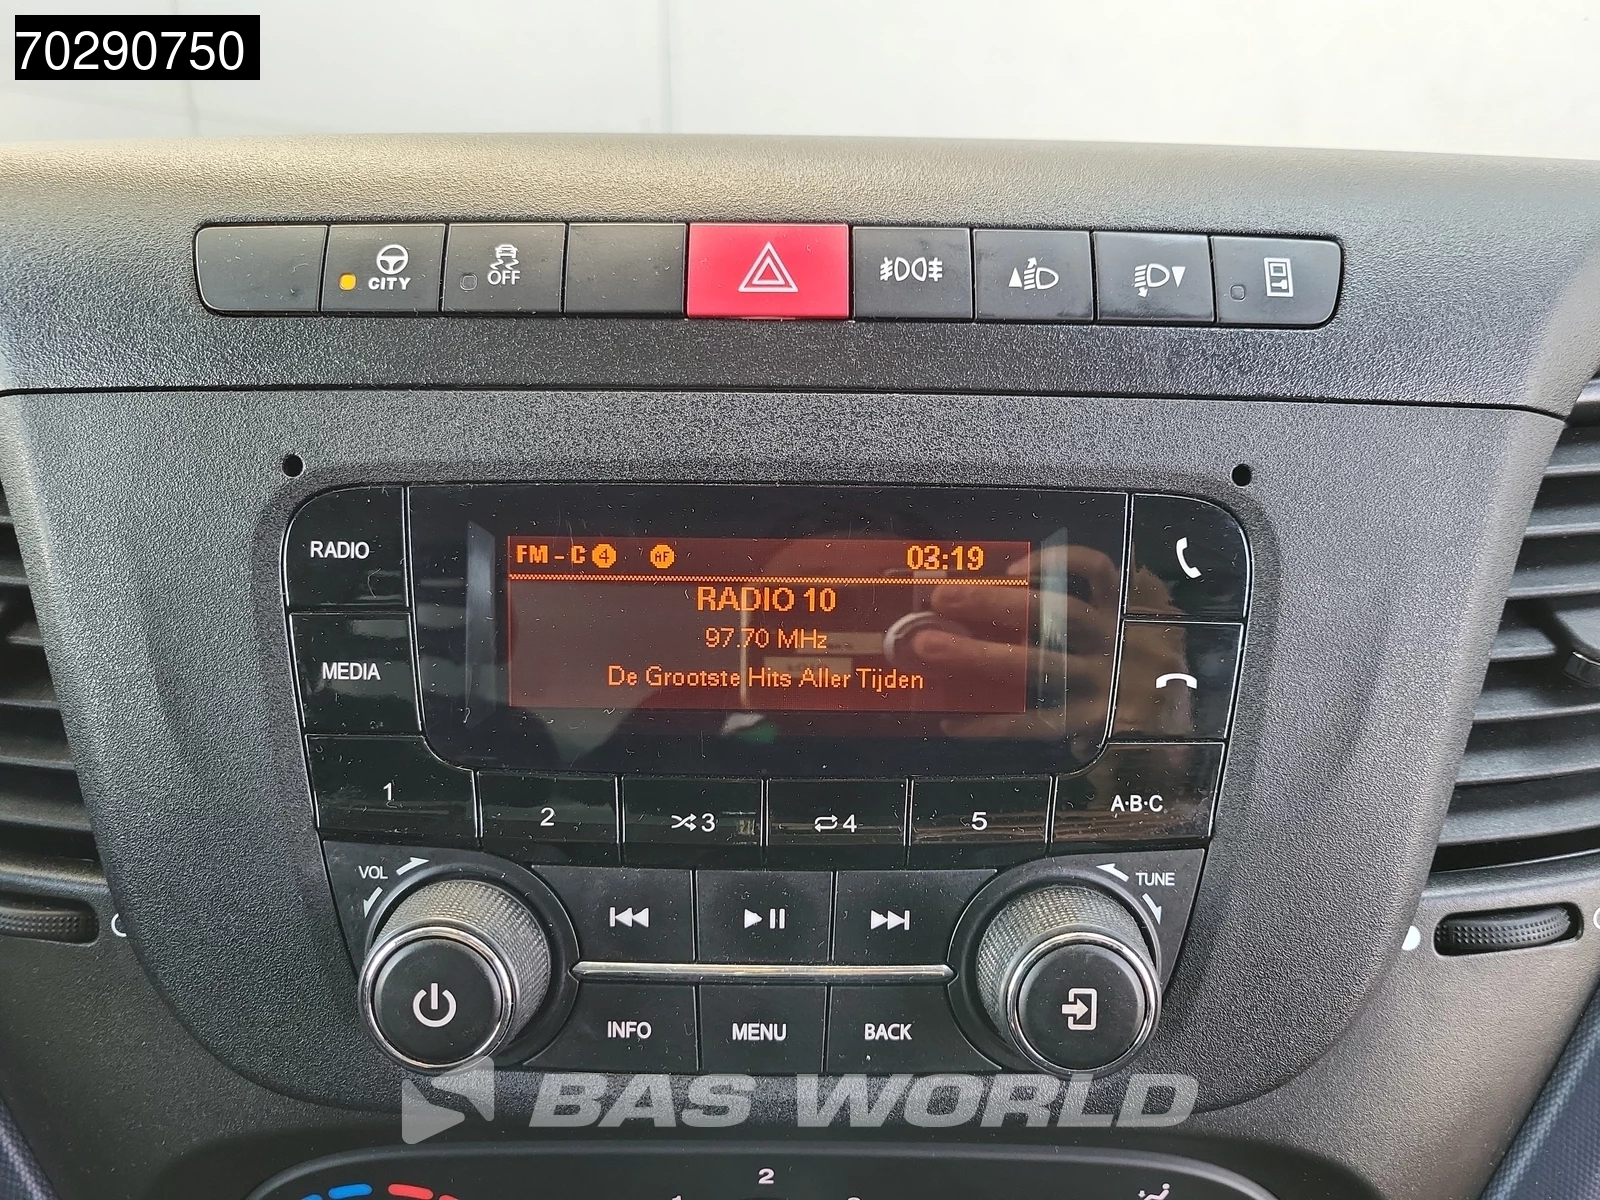 70290750
CITY
OFF
RADIO
FM - C 4 HF 03:19
RADIO 10
97.70 MHz
De Grootste Hits Aller Tijden
MEDIA
1
2
3
4
5
A·B·C
VOL
TUNE
INFO
MENU
BACK
BAS WORLD
2